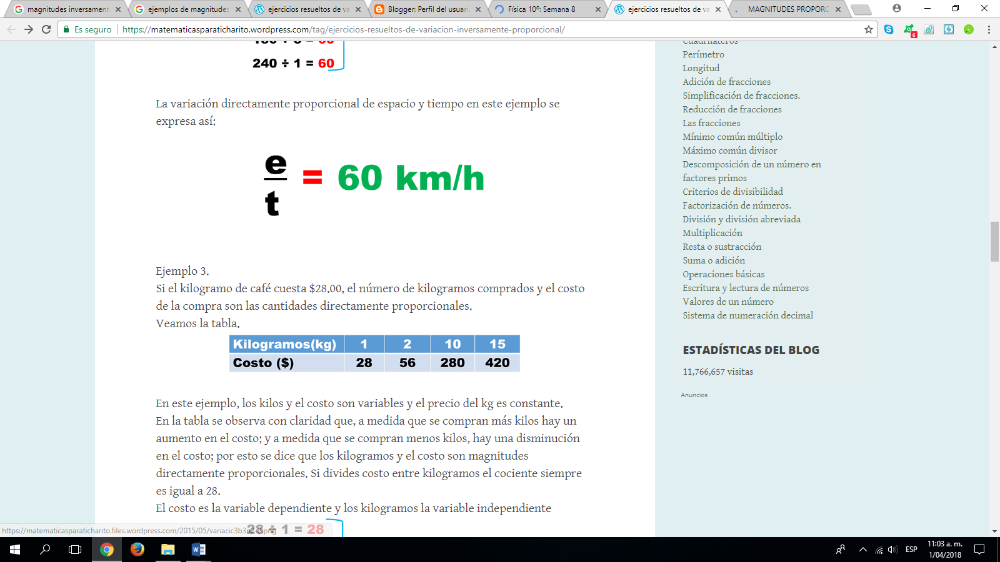 magnitudes inversament
ejemplos de magnitudes
ejercicios resueltos de va
Blogger: Perfil del usuari
Física 10º: Semana 8
ejercicios resueltos de va
MAGNITUDES PROPORC
Es seguro
https://matematicasparaticharito.wordpress.com/tag/ejercicios-resueltos-de-variacion-inversamente-proporcional/
6
240 ÷ 1 = 60
La variación directamente proporcional de espacio y tiempo en este ejemplo se
expresa así:
e
t
= 60 km/h
Ejemplo 3.
Si el kilogramo de café cuesta $28.00, el número de kilogramos comprados y el costo
de la compra son las cantidades directamente proporcionales.
Veamos la tabla.
Kilogramos(kg) 1 2 10 15
Costo ($) 28 56 280 420
En este ejemplo, los kilos y el costo son variables y el precio del kg es constante.
En la tabla se observa con claridad que, a medida que se compran más kilos hay un
aumento en el costo; y a medida que se compran menos kilos, hay una disminución
en el costo; por esto se dice que los kilogramos y el costo son magnitudes
directamente proporcionales. Si divides costo entre kilogramos el cociente siempre
es igual a 28.
El costo es la variable dependiente y los kilogramos la variable independiente
28 ÷ 1 = 28
Cuadriláteros
Perímetro
Longitud
Adición de fracciones
Simplificación de fracciones.
Reducción de fracciones
Las fracciones
Mínimo común múltiplo
Máximo común divisor
Descomposición de un número en
factores primos
Criterios de divisibilidad
Factorización de números.
División y división abreviada
Multiplicación
Resta o sustracción
Suma o adición
Operaciones básicas
Escritura y lectura de números
Valores de un número
Sistema de numeración decimal
ESTADÍSTICAS DEL BLOG
11,766,657 visitas
Anuncios
ESP
11:03 a. m.
1/04/2018